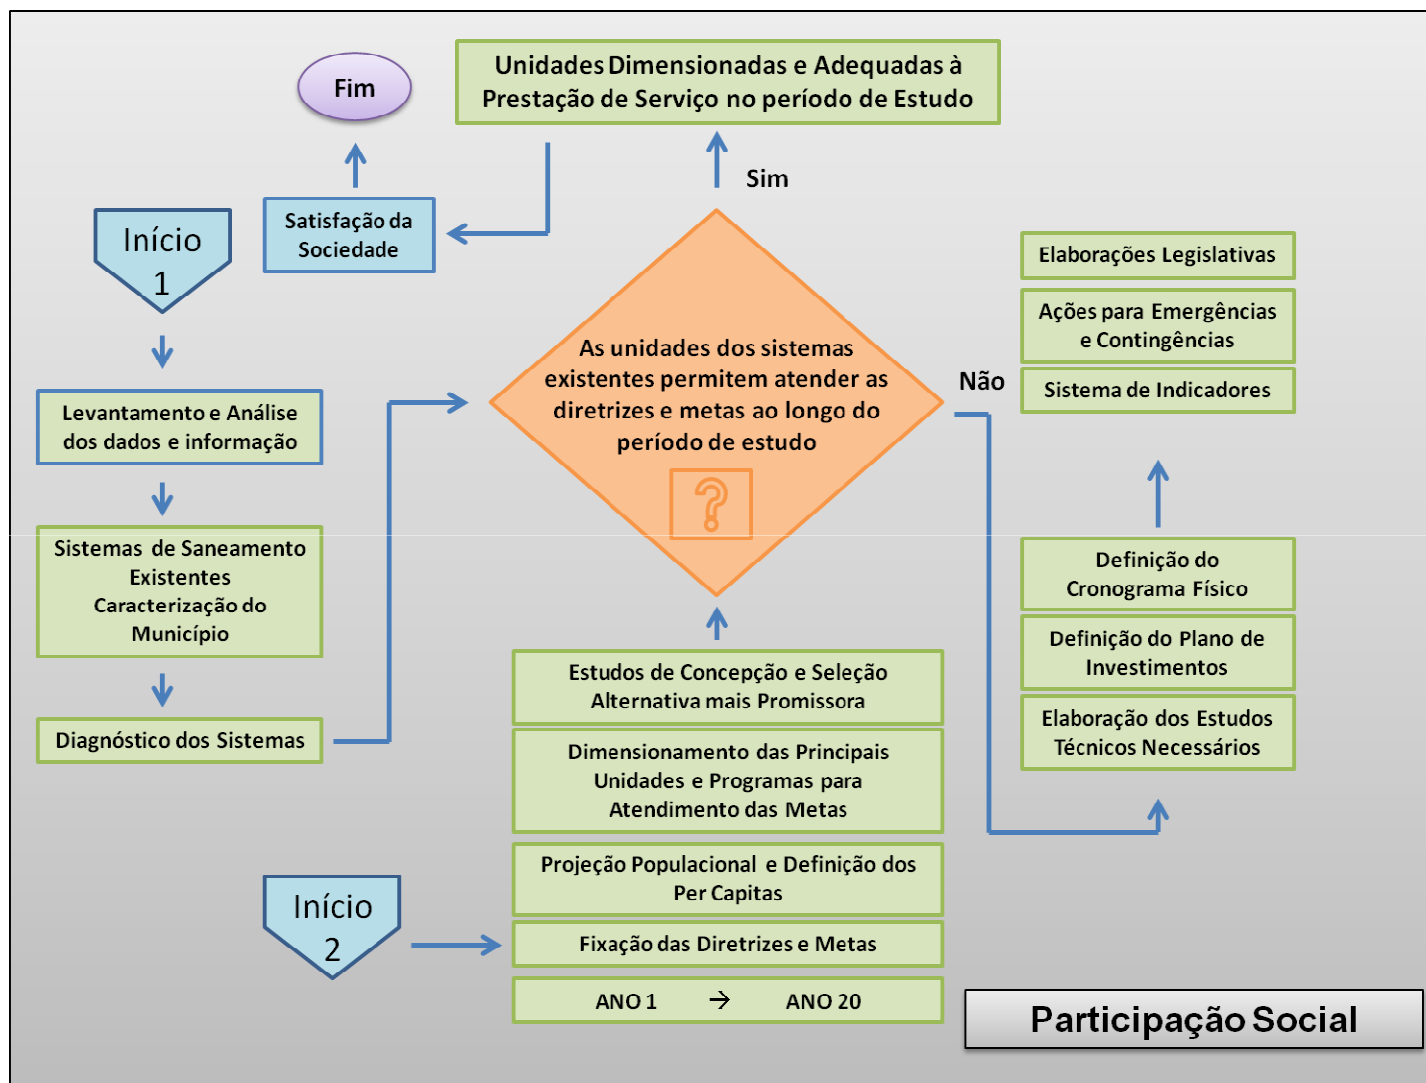 Fim
Unidades Dimensionadas e Adequadas à
Prestação de Serviço no período de Estudo
Sim
Satisfação da
Sociedade
Início
1
Levantamento e Análise
dos dados e informação
Sistemas de Saneamento
Existentes
Caracterização do
Município
Diagnóstico dos Sistemas
As unidades dos sistemas
existentes permitem atender as
diretrizes e metas ao longo do
período de estudo
?
Não
Elaborações Legislativas
Ações para Emergências
e Contingências
Sistema de Indicadores
Definição do
Cronograma Físico
Definição do Plano de
Investimentos
Elaboração dos Estudos
Técnicos Necessários
Estudos de Concepção e Seleção
Alternativa mais Promissora
Dimensionamento das Principais
Unidades e Programas para
Atendimento das Metas
Projeção Populacional e Definição dos
Per Capitas
Início
2
Fixação das Diretrizes e Metas
ANO 1 → ANO 20
Participação Social